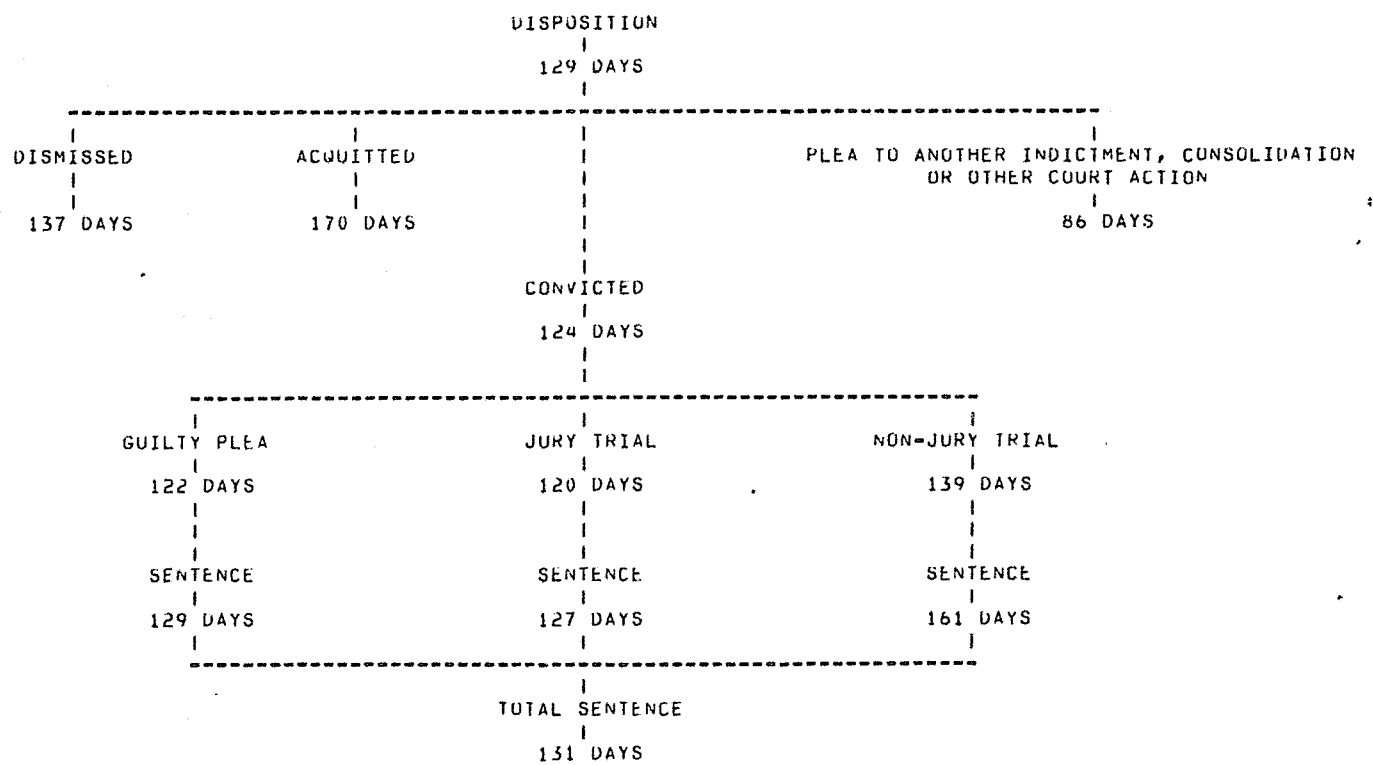 DISPOSITION
129 DAYS
DISMISSED ACQUITTED PLEA TO ANOTHER INDICTMENT, CONSOLIDATION
OR OTHER COURT ACTION
137 DAYS 170 DAYS 86 DAYS
CONVICTED
124 DAYS
GUILTY PLEA JURY TRIAL NON-JURY TRIAL
122 DAYS 120 DAYS 139 DAYS
SENTENCE SENTENCE SENTENCE
129 DAYS 127 DAYS 161 DAYS
TOTAL SENTENCE
131 DAYS